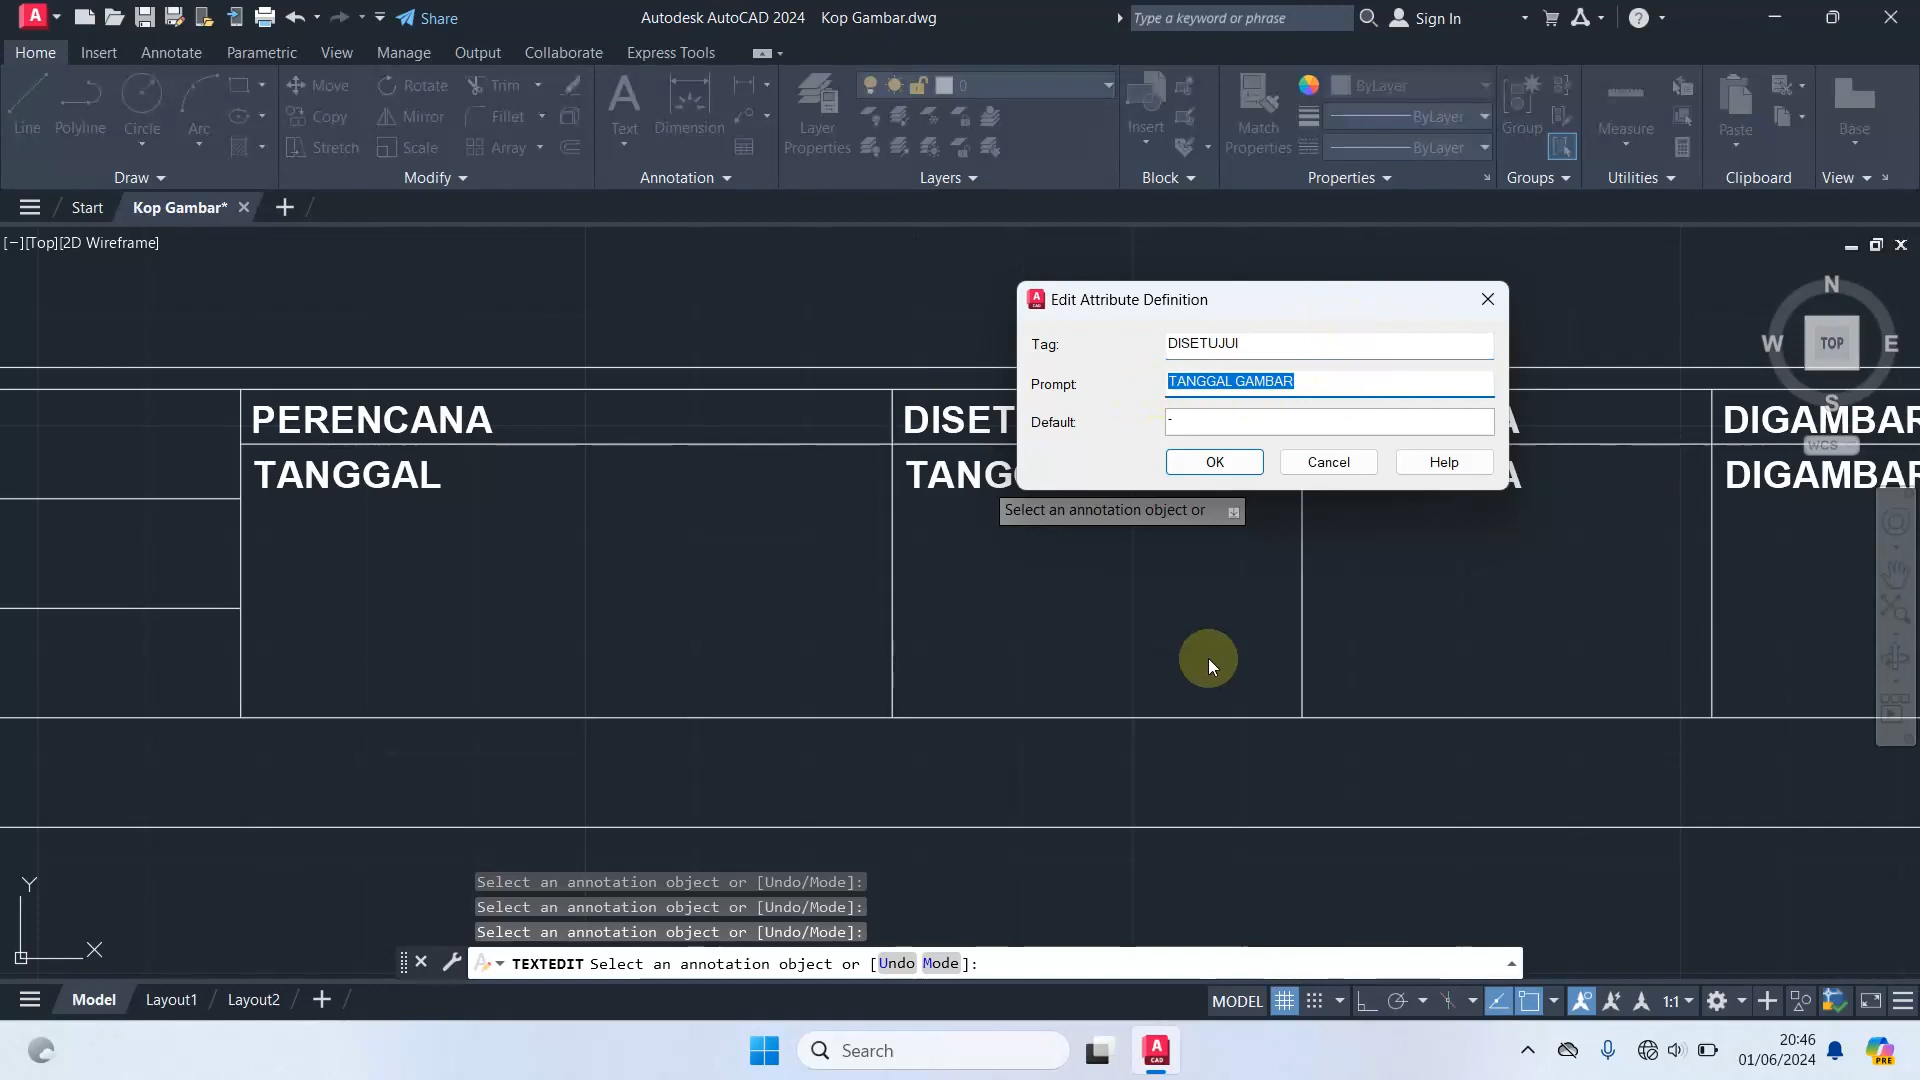 Share
Autodesk AutoCAD 2024 Kop Gambar.dwg
Type a keyword or phrase
Sign In
Home Insert Annotate Parametric View Manage Output Collaborate Express Tools
Line Polyline Circle Arc
Move Rotate Trim
Copy Mirror Fillet
Stretch Scale Array
Text Dimension
Layer Properties
0
Insert
Match Properties
ByLayer
ByLayer
ByLayer
Group
Measure
Paste
Base
Draw Modify Annotation Layers Block Properties Groups Utilities Clipboard View
Start Kop Gambar*
[−][Top][2D Wireframe]
N
W TOP E
S
WCS
Edit Attribute Definition
Tag: DISETUJUI
Prompt: TANGGAL GAMBAR
Default: -
OK Cancel Help
PERENCANA DISET A DIGAMBAR
TANGGAL TANG A DIGAMBAR
Select an annotation object or
Y
X
Select an annotation object or [Undo/Mode]:
Select an annotation object or [Undo/Mode]:
Select an annotation object or [Undo/Mode]:
TEXTEDIT Select an annotation object or [Undo Mode]:
Model Layout1 Layout2
MODEL 1:1
Search
A CAD
20:46
01/06/2024
PRE